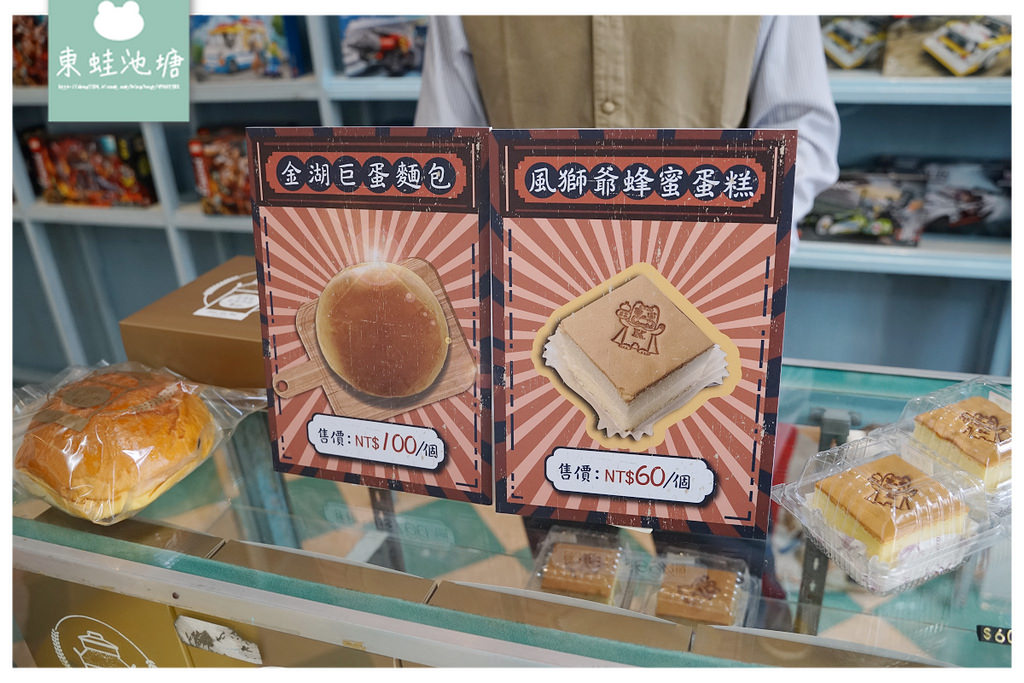 東蛙池塘
金湖巨蛋麵包
售價：NT$100/個
風獅爺蜂蜜蛋糕
售價：NT$60/個
$60